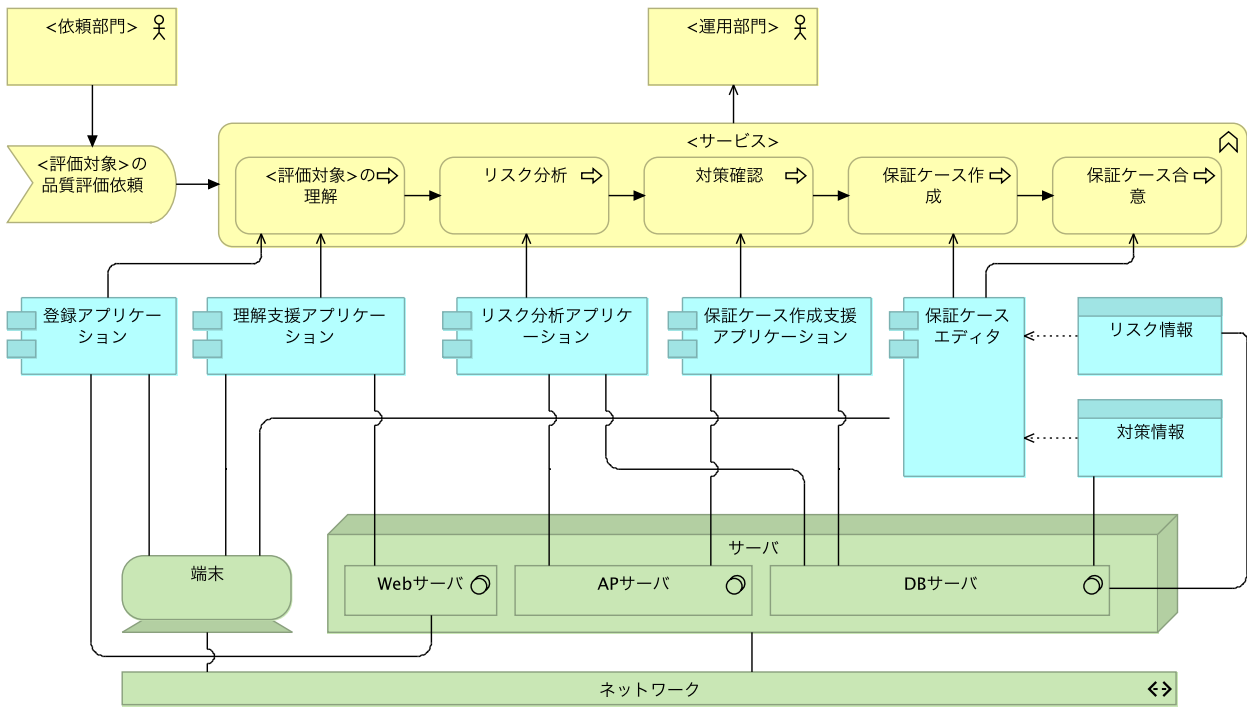 <依頼部門>
<運用部門>
<評価対象>の
品質評価依頼
<サービス>
<評価対象>の
理解
リスク分析
対策確認
保証ケース作
成
保証ケース合
意
登録アプリケー
ション
理解支援アプリケー
ション
リスク分析アプリケ
ーション
保証ケース作成支援
アプリケーション
保証ケース
エディタ
リスク情報
対策情報
サーバ
端末
Webサーバ
APサーバ
DBサーバ
ネットワーク